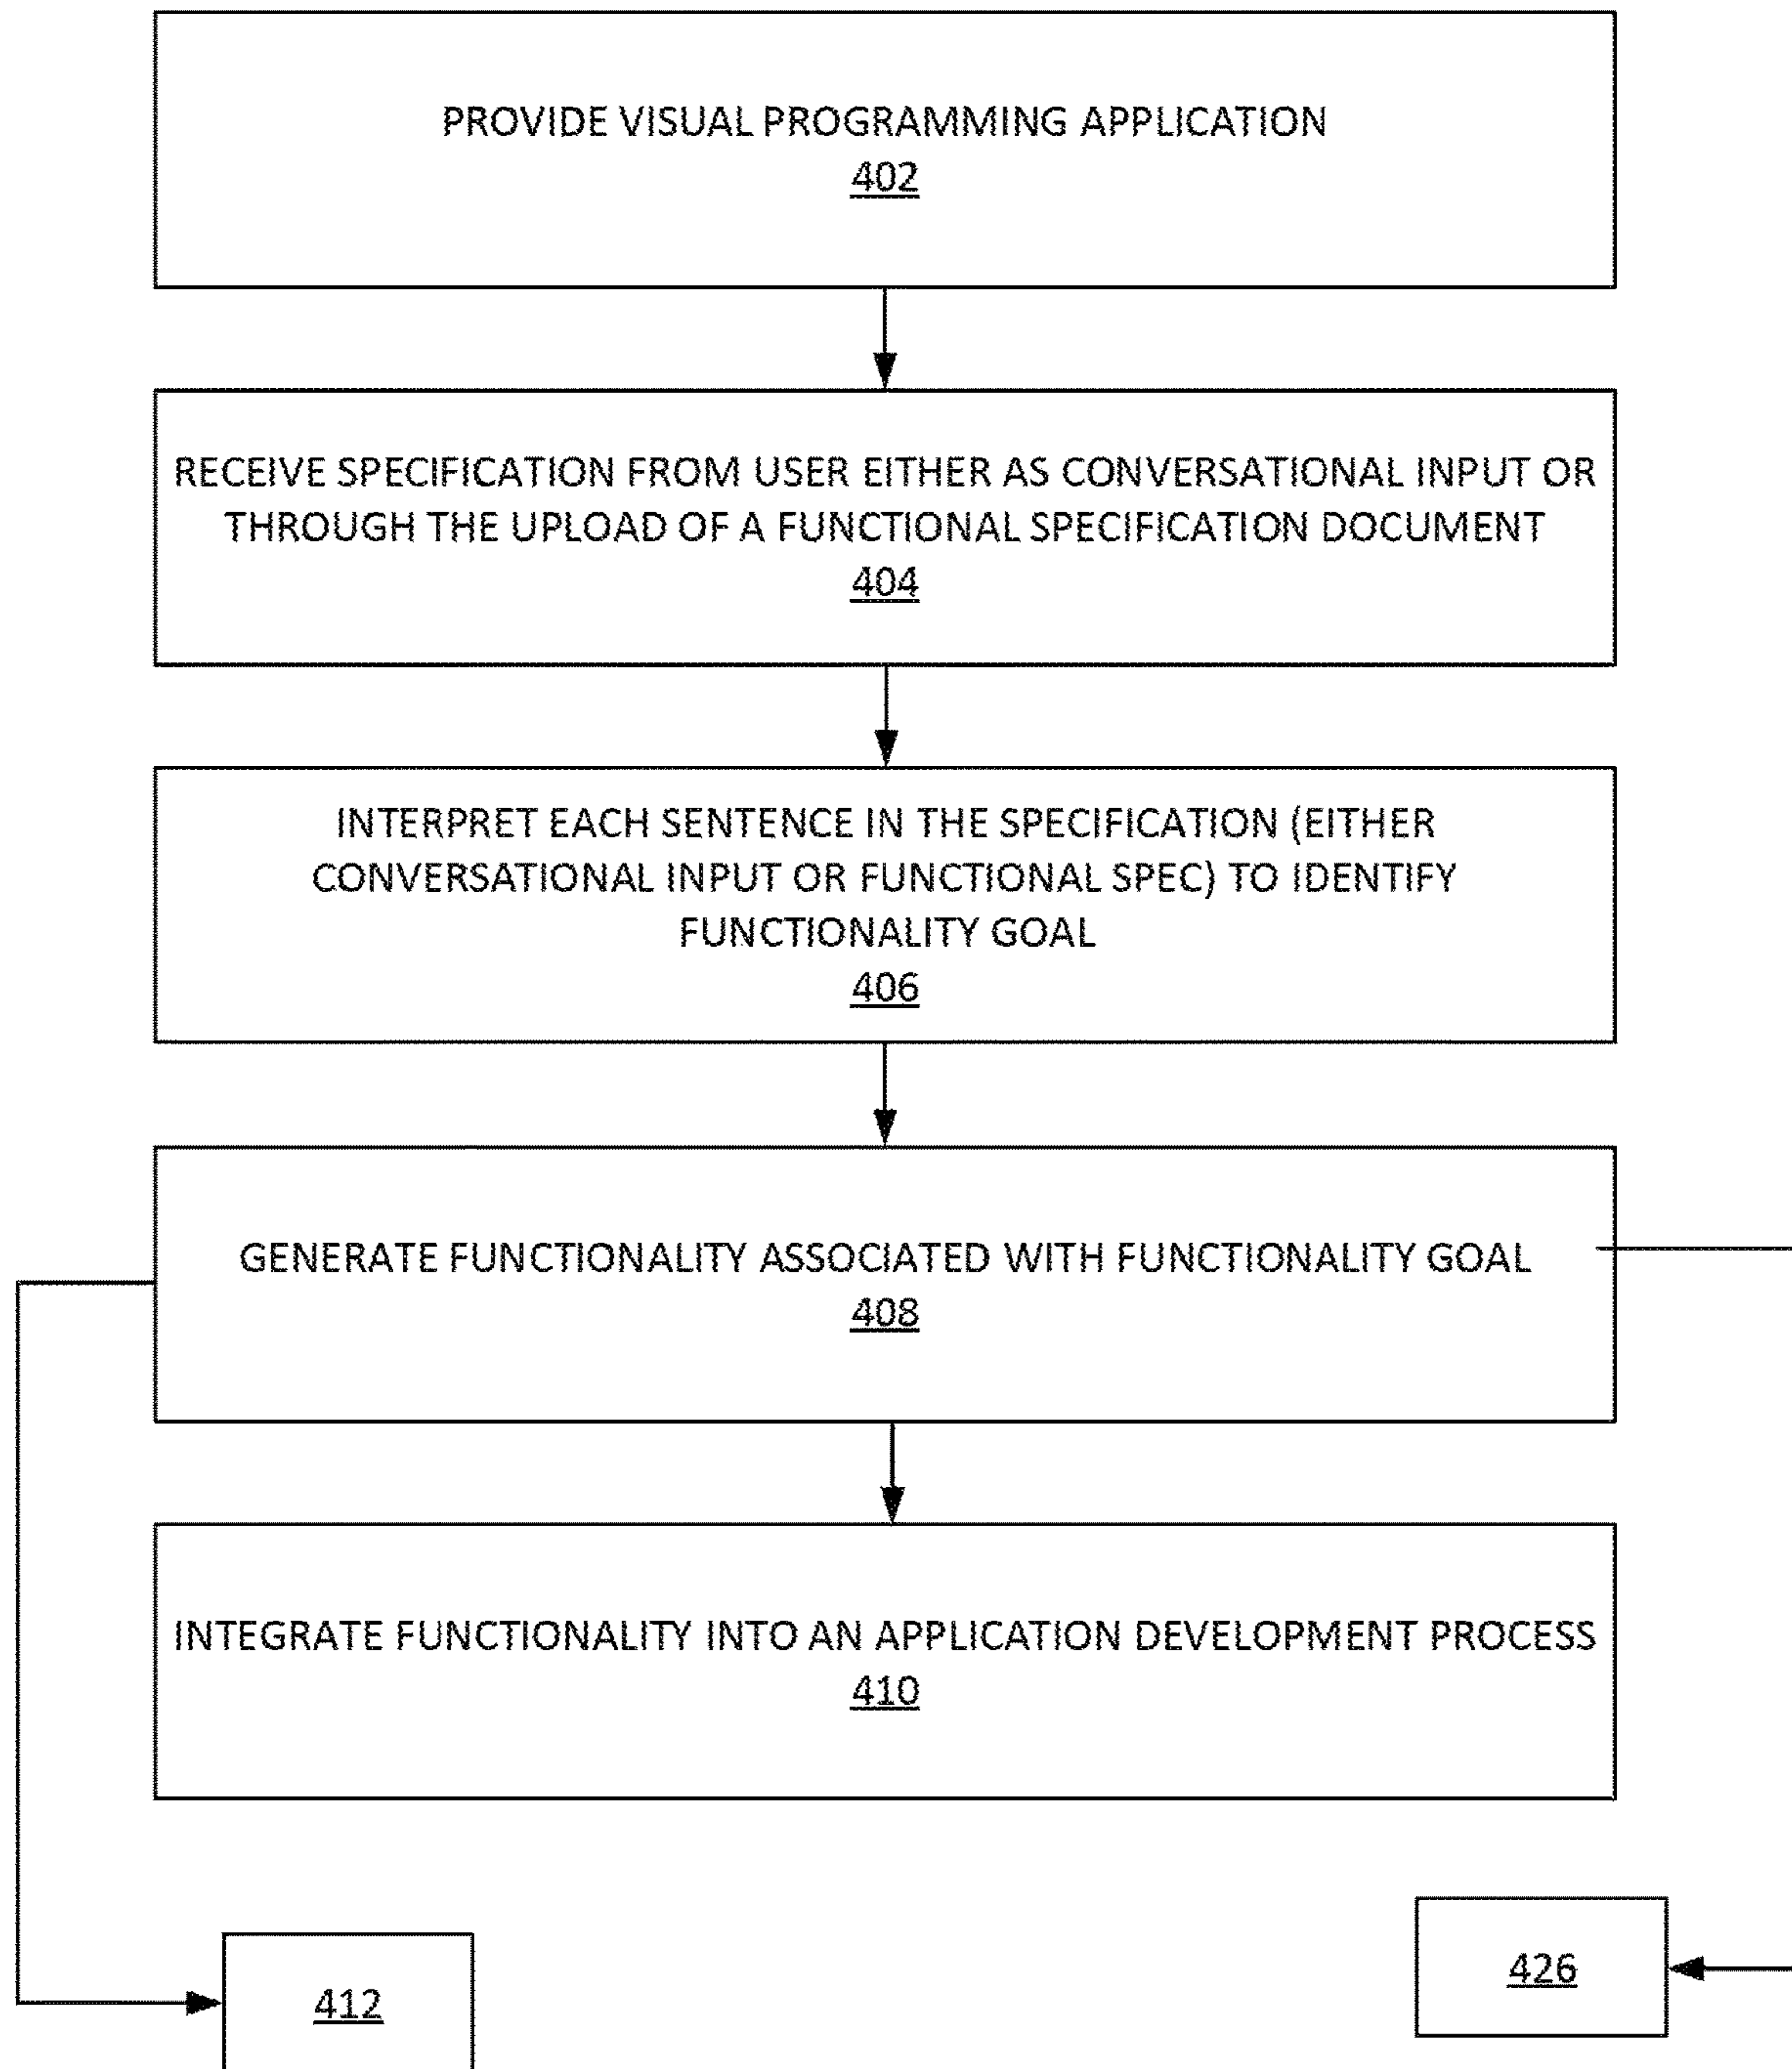 PROVIDE VISUAL PROGRAMMING APPLICATION
402
RECEIVE SPECIFICATION FROM USER EITHER AS CONVERSATIONAL INPUT OR
THROUGH THE UPLOAD OF A FUNCTIONAL SPECIFICATION DOCUMENT
404
INTERPRET EACH SENTENCE IN THE SPECIFICATION (EITHER
CONVERSATIONAL INPUT OR FUNCTIONAL SPEC) TO IDENTIFY
FUNCTIONALITY GOAL
406
GENERATE FUNCTIONALITY ASSOCIATED WITH FUNCTIONALITY GOAL
408
INTEGRATE FUNCTIONALITY INTO AN APPLICATION DEVELOPMENT PROCESS
410
426
412